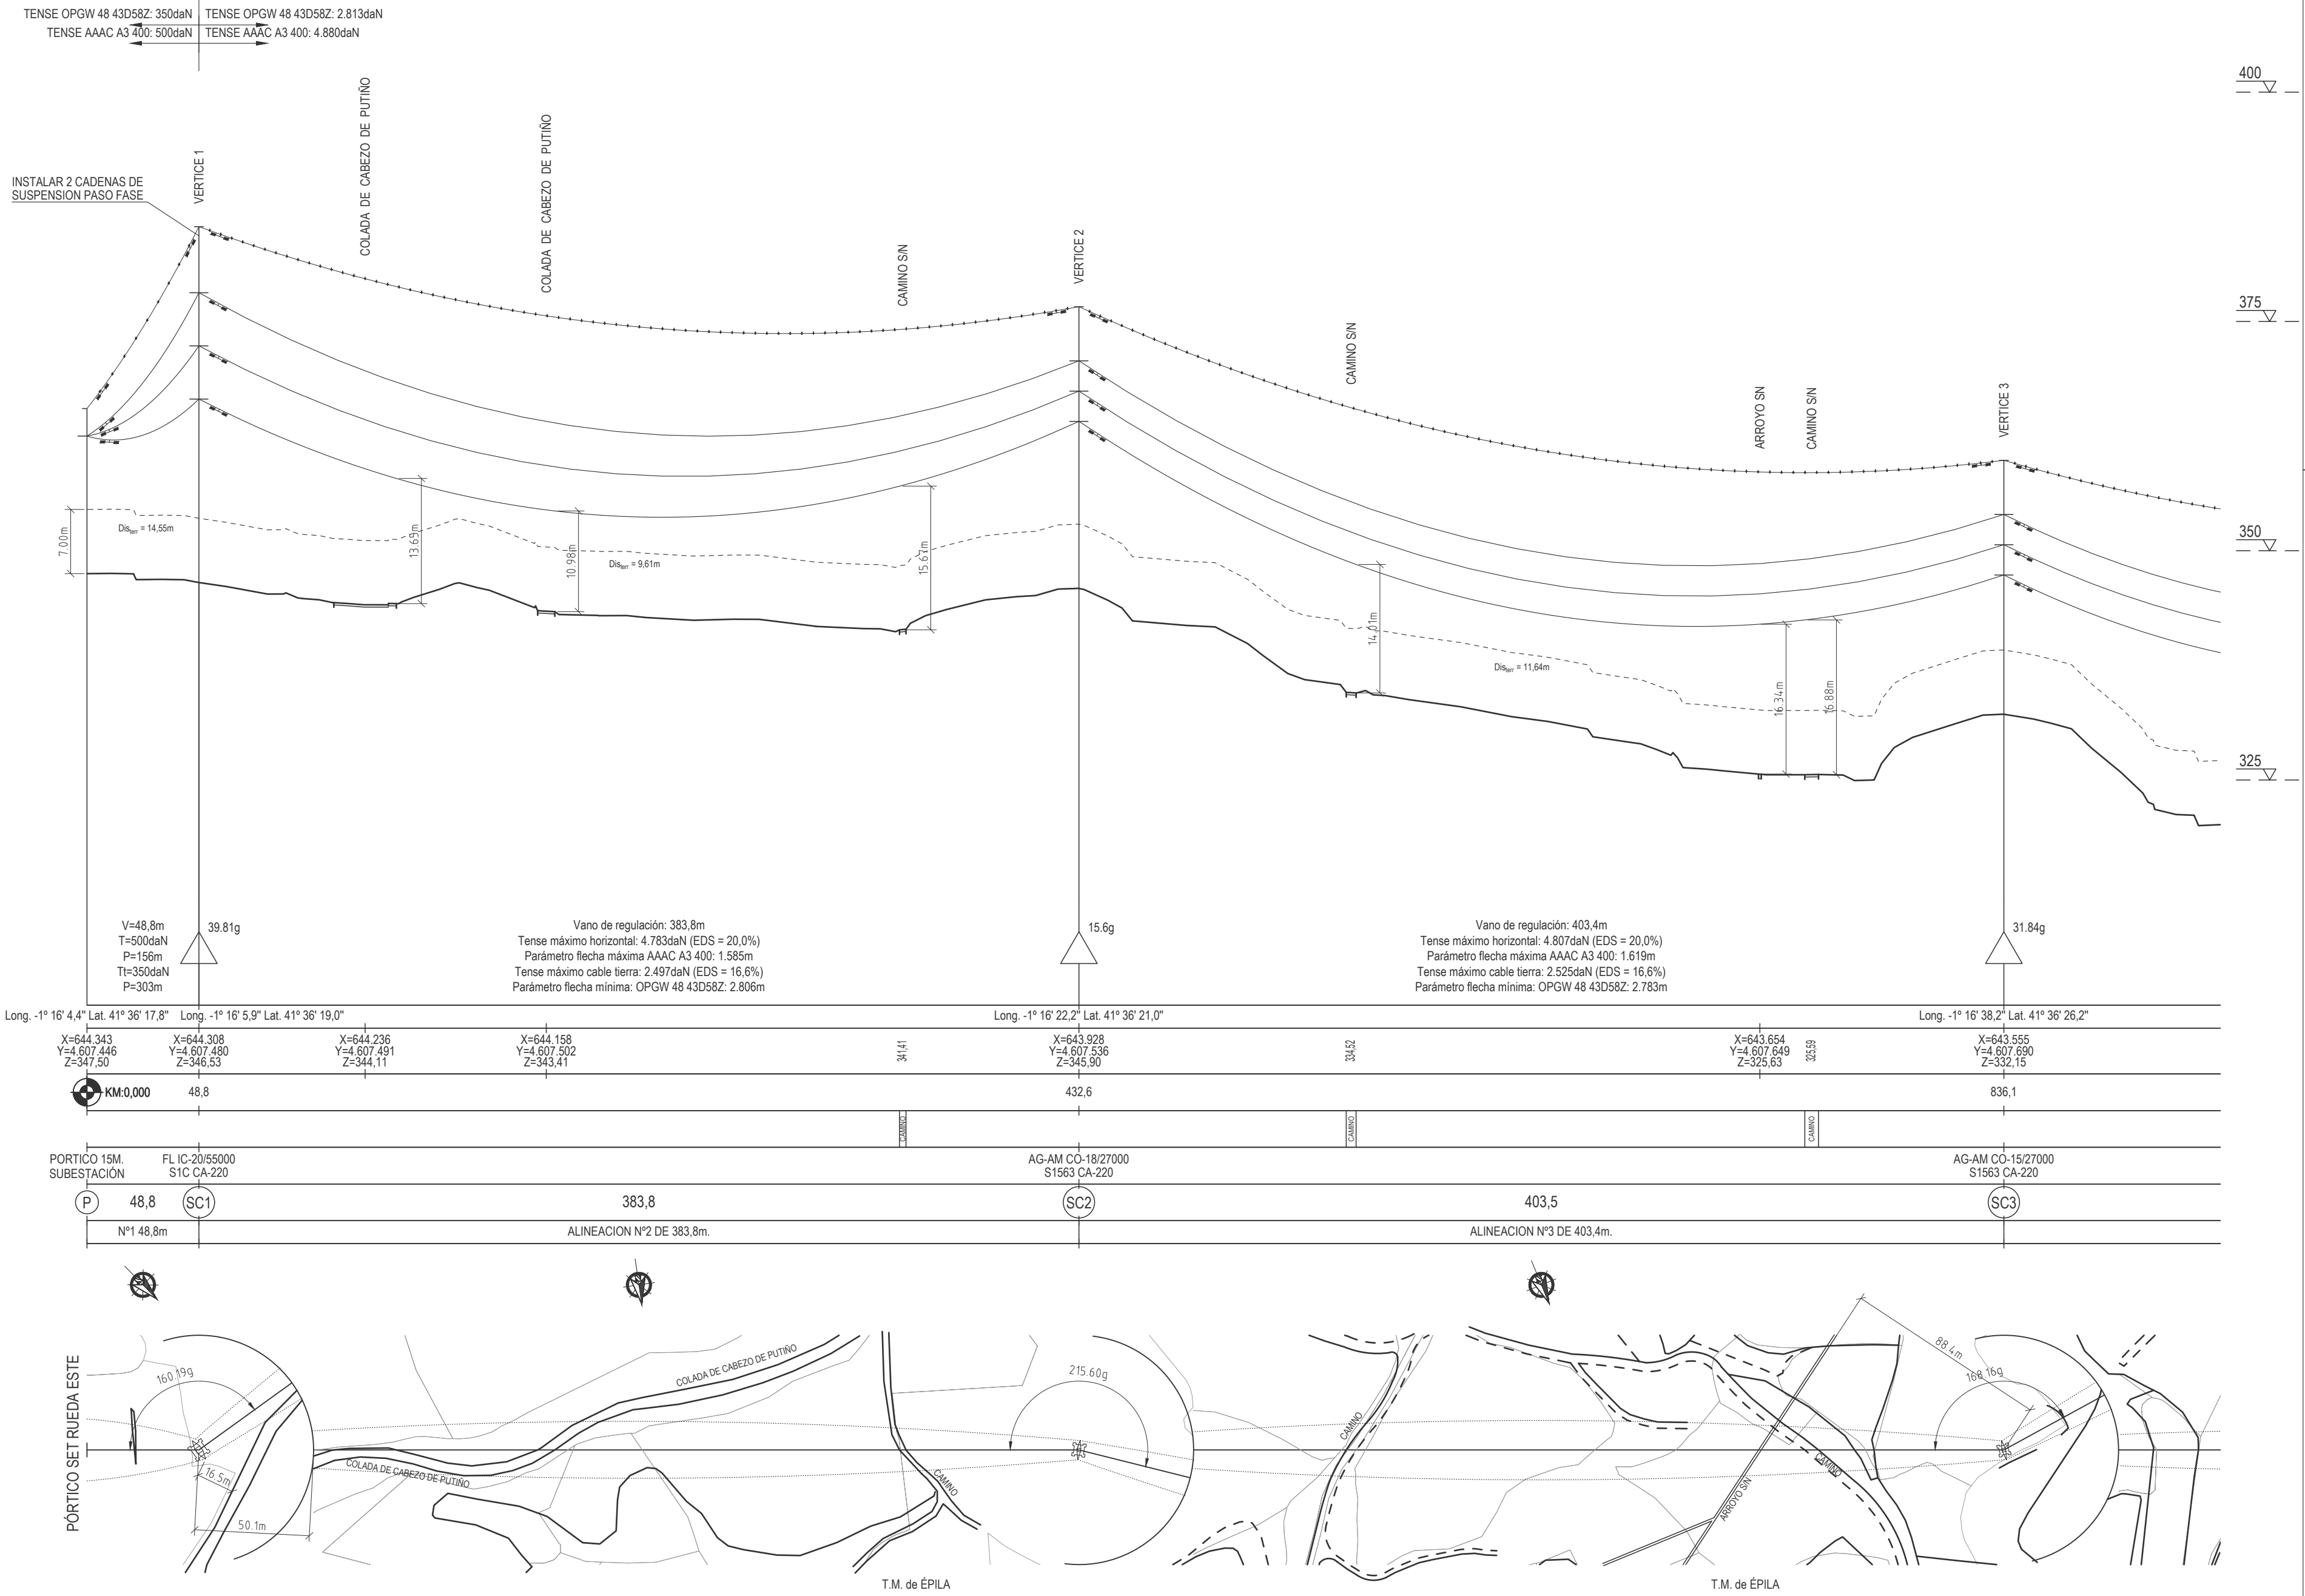 TENSE OPGW 48 43D58Z: 350daN
TENSE OPGW 48 43D58Z: 2.813daN
TENSE AAAC A3 400: 500daN
TENSE AAAC A3 400: 4.880daN
400
COLADA DE CABEZO DE PUTIÑO
COLADA DE CABEZO DE PUTIÑO
VERTICE 1
INSTALAR 2 CADENAS DE
SUSPENSION PASO FASE
CAMINO S/N
VERTICE 2
375
CAMINO S/N
ARROYO SN
CAMINO S/N
VERTICE 3
350
7.00m
Dis_terr = 14,55m
13.69m
10.98m
Dis_terr = 9,61m
15.67m
14.01m
Dis_terr = 11,64m
16.34m
16.88m
325
V=48,8m
T=500daN
P=156m
Tt=350daN
P=303m
39.81g
Vano de regulación: 383,8m
Tense máximo horizontal: 4.783daN (EDS = 20,0%)
Parámetro flecha máxima AAAC A3 400: 1.585m
Tense máximo cable tierra: 2.497daN (EDS = 16,6%)
Parámetro flecha mínima: OPGW 48 43D58Z: 2.806m
15.6g
Vano de regulación: 403,4m
Tense máximo horizontal: 4.807daN (EDS = 20,0%)
Parámetro flecha máxima AAAC A3 400: 1.619m
Tense máximo cable tierra: 2.525daN (EDS = 16,6%)
Parámetro flecha mínima: OPGW 48 43D58Z: 2.783m
31.84g
Long. -1º 16' 4,4" Lat. 41º 36' 17,8"
Long. -1º 16' 5,9" Lat. 41º 36' 19,0"
Long. -1º 16' 22,2" Lat. 41º 36' 21,0"
Long. -1º 16' 38,2" Lat. 41º 36' 26,2"
X=644.343
Y=4.607.446
Z=347,50
X=644.308
Y=4.607.480
Z=346,53
X=644.236
Y=4.607.491
Z=344,11
X=644.158
Y=4.607.502
Z=343,41
341,41
X=643.928
Y=4.607.536
Z=345,90
334,52
X=643.654
Y=4.607.649
Z=325,63
325,59
X=643.555
Y=4.607.690
Z=332,15
KM:0,000
48,8
432,6
836,1
CAMINO
CAMINO
CAMINO
PORTICO 15M.
SUBESTACIÓN
FL IC-20/55000
S1C CA-220
AG-AM CO-18/27000
S1563 CA-220
AG-AM CO-15/27000
S1563 CA-220
P
48,8
SC1
383,8
SC2
403,5
SC3
Nº1 48,8m
ALINEACION Nº2 DE 383,8m.
ALINEACION Nº3 DE 403,4m.
PÓRTICO SET RUEDA ESTE
160.19g
16.5m
50.1m
COLADA DE CABEZO DE PUTIÑO
COLADA DE CABEZO DE PUTIÑO
CAMINO
215.60g
CAMINO
ARROYO S/N
CAMINO
88.4m
168.16g
T.M. de ÉPILA
T.M. de ÉPILA